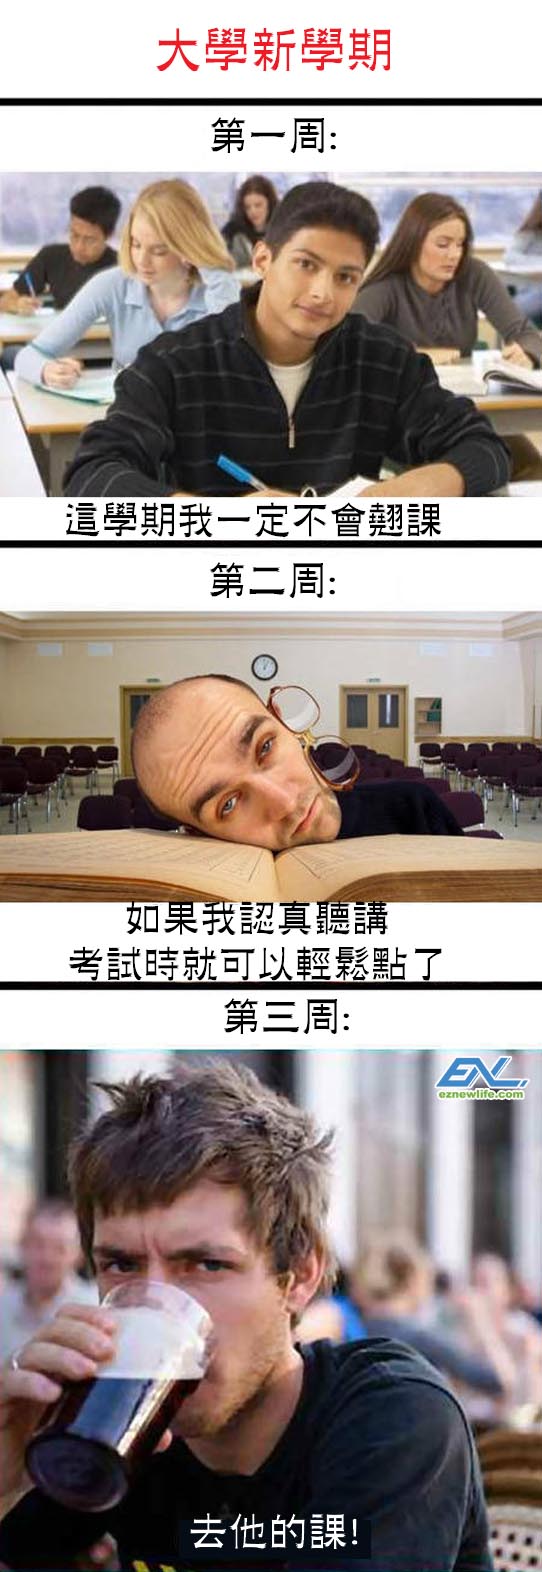 大學新學期
第一周:
這學期我一定不會翹課
第二周:
如果我認真聽講
考試時就可以輕鬆點了
第三周:
ENL
eznewlife.com
去他的課!